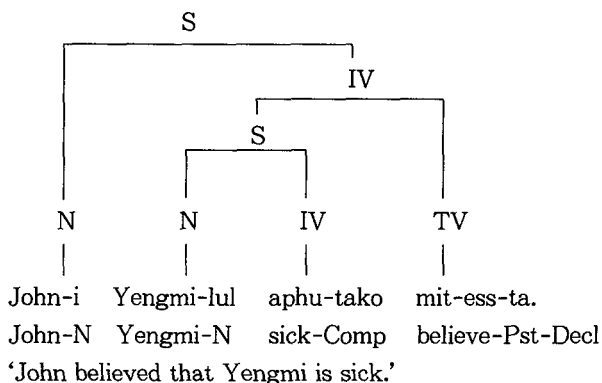 S
IV
S
N N IV TV
John-i Yengmi-lul aphu-tako mit-ess-ta.
John-N Yengmi-N sick-Comp believe-Pst-Decl
‘John believed that Yengmi is sick.’